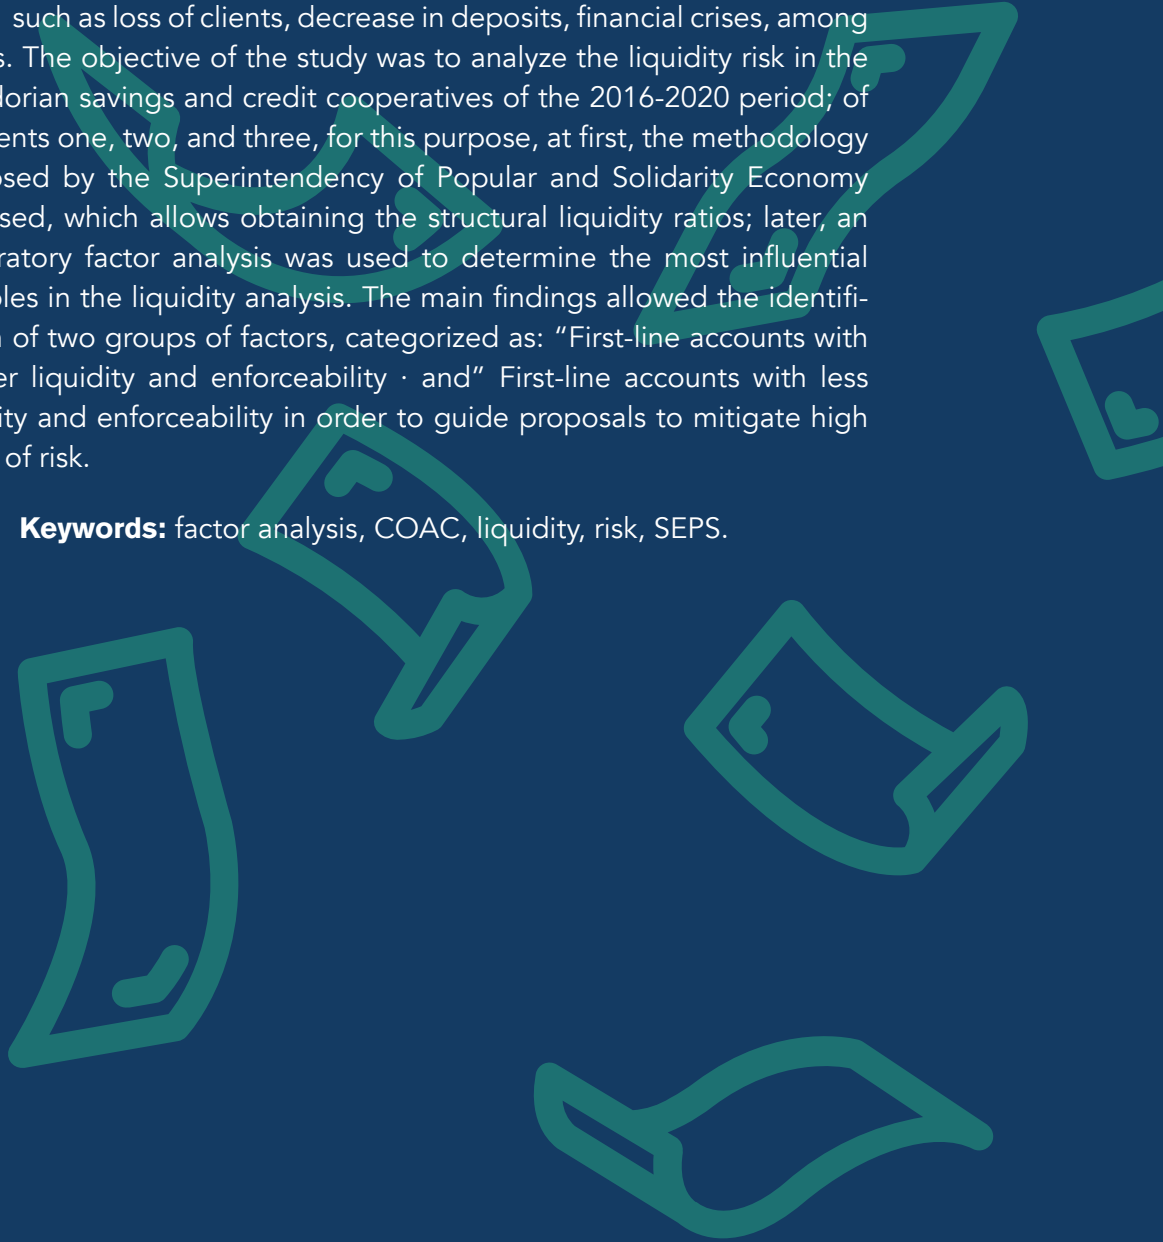 such as loss of clients, decrease in deposits, financial crises, among
s. The objective of the study was to analyze the liquidity risk in the
dorian savings and credit cooperatives of the 2016-2020 period; of
ents one, two, and three, for this purpose, at first, the methodology
osed by the Superintendency of Popular and Solidarity Economy
sed, which allows obtaining the structural liquidity ratios; later, an
ratory factor analysis was used to determine the most influential
les in the liquidity analysis. The main findings allowed the identifi-
of two groups of factors, categorized as: “First-line accounts with
er liquidity and enforceability · and” First-line accounts with less
ity and enforceability in order to guide proposals to mitigate high
of risk.
Keywords: factor analysis, COAC, liquidity, risk, SEPS.